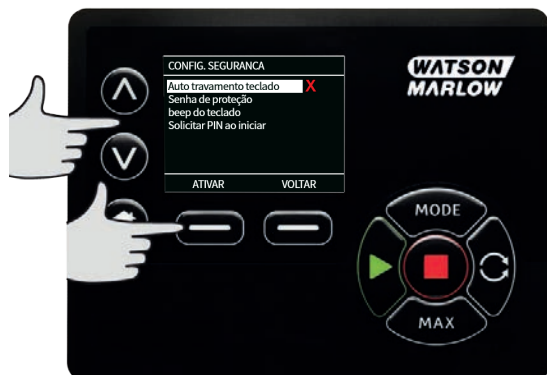 CONFIG. SEGURANCA
Auto travamento teclado X
Senha de proteção
beep do teclado
Solicitar PIN ao iniciar
ATIVAR VOLTAR
WATSON
MARLOW
MODE
MAX